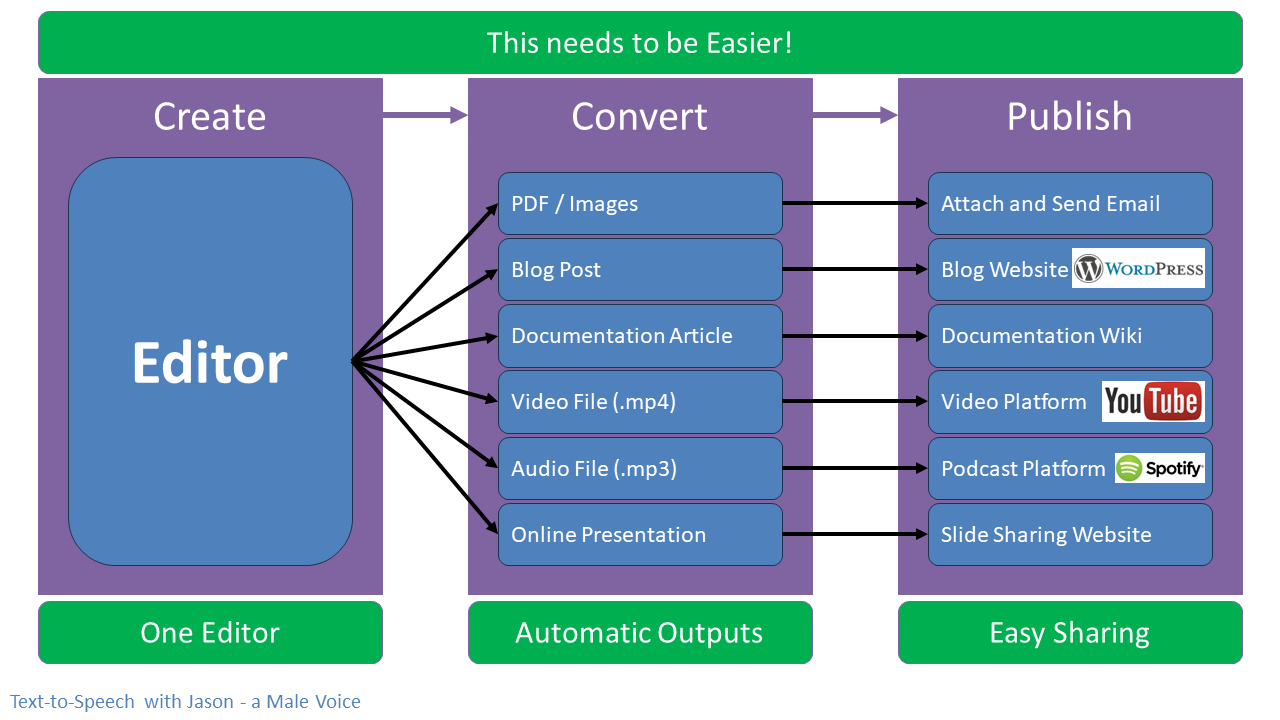 This needs to be Easier!
Create
Convert
Publish
Editor
PDF / Images
Blog Post
Documentation Article
Video File (.mp4)
Audio File (.mp3)
Online Presentation
Attach and Send Email
Blog Website WORDPRESS
Documentation Wiki
Video Platform YouTube
Podcast Platform Spotify
Slide Sharing Website
One Editor
Automatic Outputs
Easy Sharing
Text-to-Speech with Jason - a Male Voice